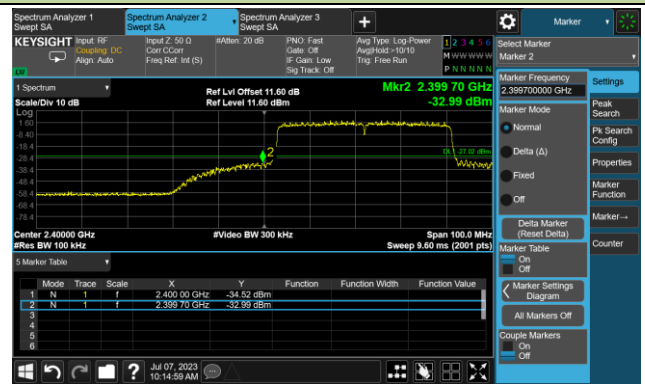 Spectrum Analyzer 1
Swept SA
Spectrum Analyzer 2
Swept SA
Spectrum Analyzer 3
Swept SA
Marker
KEYSIGHT
Input: RF
Coupling: DC
Align: Auto
Input Z: 50 Ω
Corr CCorr
Freq Ref: Int (S)
#Atten: 20 dB
PNO: Fast
Gate: Off
IF Gain: Low
Sig Track: Off
Avg Type: Log-Power
Avg|Hold:>10/10
Trig: Free Run
1 2 3 4 5 6
M W W W W W
P N N N N N
LXI
Select Marker
Marker 2
1 Spectrum
Scale/Div 10 dB
Log
Ref Lvl Offset 11.60 dB
Ref Level 11.60 dBm
Mkr2 2.399 70 GHz
-32.99 dBm
1.60
-8.40
-18.4
-28.4
-38.4
-48.4
-58.4
-68.4
-78.4
2
DL1 -27.02 dBm
Center 2.40000 GHz
#Res BW 100 kHz
#Video BW 300 kHz
Span 100.0 MHz
Sweep 9.60 ms (2001 pts)
5 Marker Table
Mode Trace Scale X Y Function Function Width Function Value
1 N 1 f 2.400 00 GHz -34.52 dBm
2 N 1 f 2.399 70 GHz -32.99 dBm
3
4
5
6
Marker Frequency
2.399700000 GHz
Marker Mode
Normal
Delta (Δ)
Fixed
Off
Delta Marker
(Reset Delta)
Marker Table
On
Off
Marker Settings
Diagram
All Markers Off
Couple Markers
On
Off
Settings
Peak
Search
Pk Search
Config
Properties
Marker
Function
Marker→
Counter
Jul 07, 2023
10:14:59 AM